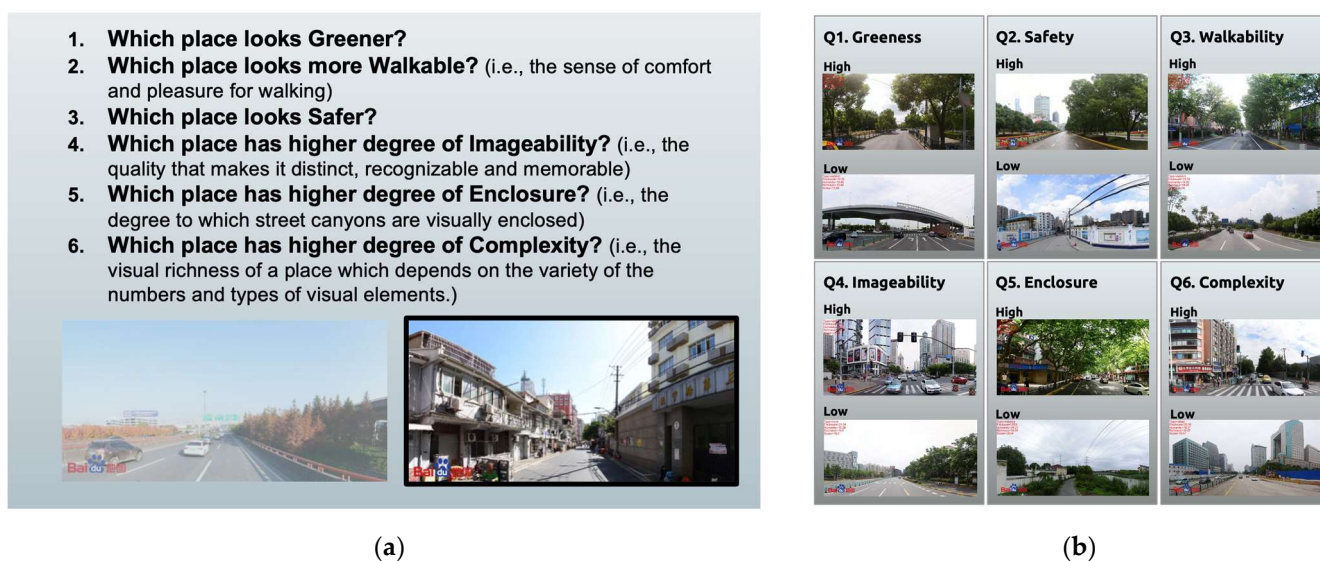 1. Which place looks Greener?
2. Which place looks more Walkable? (i.e., the sense of comfort
and pleasure for walking)
3. Which place looks Safer?
4. Which place has higher degree of Imageability? (i.e., the
quality that makes it distinct, recognizable and memorable)
5. Which place has higher degree of Enclosure? (i.e., the
degree to which street canyons are visually enclosed)
6. Which place has higher degree of Complexity? (i.e., the
visual richness of a place which depends on the variety of the
numbers and types of visual elements.)
Bai du
Bai du
(a)
Q1. Greeness
High
Low
Q2. Safety
High
Low
Q3. Walkability
High
Low
Q4. Imageability
High
Low
Q5. Enclosure
High
Low
Q6. Complexity
High
Low
(b)